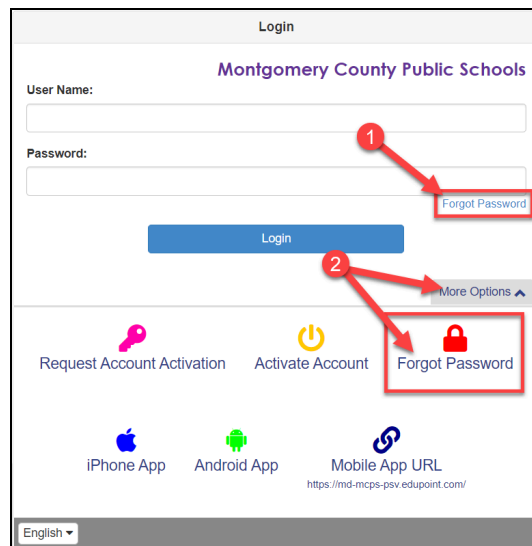 Login
Montgomery County Public Schools
User Name:
1
Password:
Forgot Password
Login
2
More Options
Request Account Activation
Activate Account
Forgot Password
iPhone App
Android App
Mobile App URL
https://md-mcps-psv.edupoint.com/
English